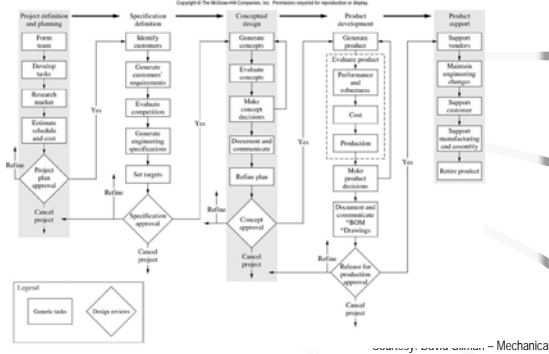 Copyright © The McGraw-Hill Companies, Inc. Permission required for reproduction or display.
Project definition
and planning
Form
team
Develop
tasks
Research
market
Estimate
schedule
and cost
Refine
Yes
Project
plan
approval
Cancel
project
Specification
definition
Identify
customers
Generate
customers'
requirements
Evaluate
competition
Generate
engineering
specifications
Set targets
Refine
Yes
Specification
approval
Cancel
project
Conceptual
design
Generate
concepts
Evaluate
concepts
Make
concept
decisions
Document and
communicate
Refine plan
Refine
Yes
Concept
approval
Cancel
project
Product
development
Generate
product
Evaluate product
Performance
and
robustness
Cost
Production
Make
product
decisions
Document and
communicate
*BOM
*Drawings
Refine
Yes
Release for
production
approval
Cancel
project
Product
support
Support
vendors
Maintain
engineering
changes
Support
customer
Support
manufacturing
and assembly
Retire product
Legend
Generic tasks
Design reviews
– Mechanica